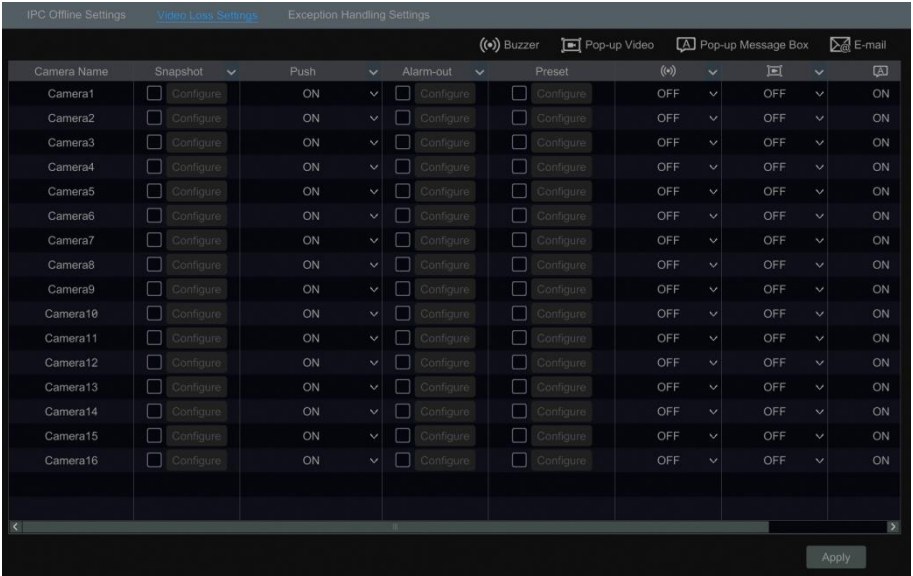 IPC Offline Settings Video Loss Settings Exception Handling Settings
Buzzer Pop-up Video A Pop-up Message Box E-mail
Camera Name Snapshot Push Alarm-out Preset A
Camera1 Configure ON Configure Configure OFF OFF ON
Camera2 Configure ON Configure Configure OFF OFF ON
Camera3 Configure ON Configure Configure OFF OFF ON
Camera4 Configure ON Configure Configure OFF OFF ON
Camera5 Configure ON Configure Configure OFF OFF ON
Camera6 Configure ON Configure Configure OFF OFF ON
Camera7 Configure ON Configure Configure OFF OFF ON
Camera8 Configure ON Configure Configure OFF OFF ON
Camera9 Configure ON Configure Configure OFF OFF ON
Camera10 Configure ON Configure Configure OFF OFF ON
Camera11 Configure ON Configure Configure OFF OFF ON
Camera12 Configure ON Configure Configure OFF OFF ON
Camera13 Configure ON Configure Configure OFF OFF ON
Camera14 Configure ON Configure Configure OFF OFF ON
Camera15 Configure ON Configure Configure OFF OFF ON
Camera16 Configure ON Configure Configure OFF OFF ON
Apply